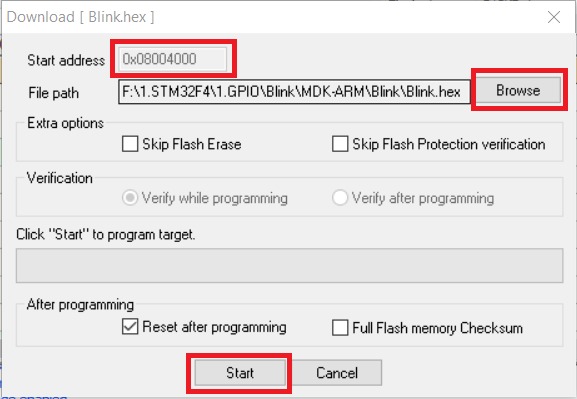 Download [ Blink.hex ]
Start address 0x08004000
File path F:\1.STM32F4\1.GPIO\Blink\MDK-ARM\Blink\Blink.hex Browse
Extra options
Skip Flash Erase Skip Flash Protection verification
Verification
Verify while programming Verify after programming
Click "Start" to program target.
After programming
Reset after programming Full Flash memory Checksum
Start Cancel